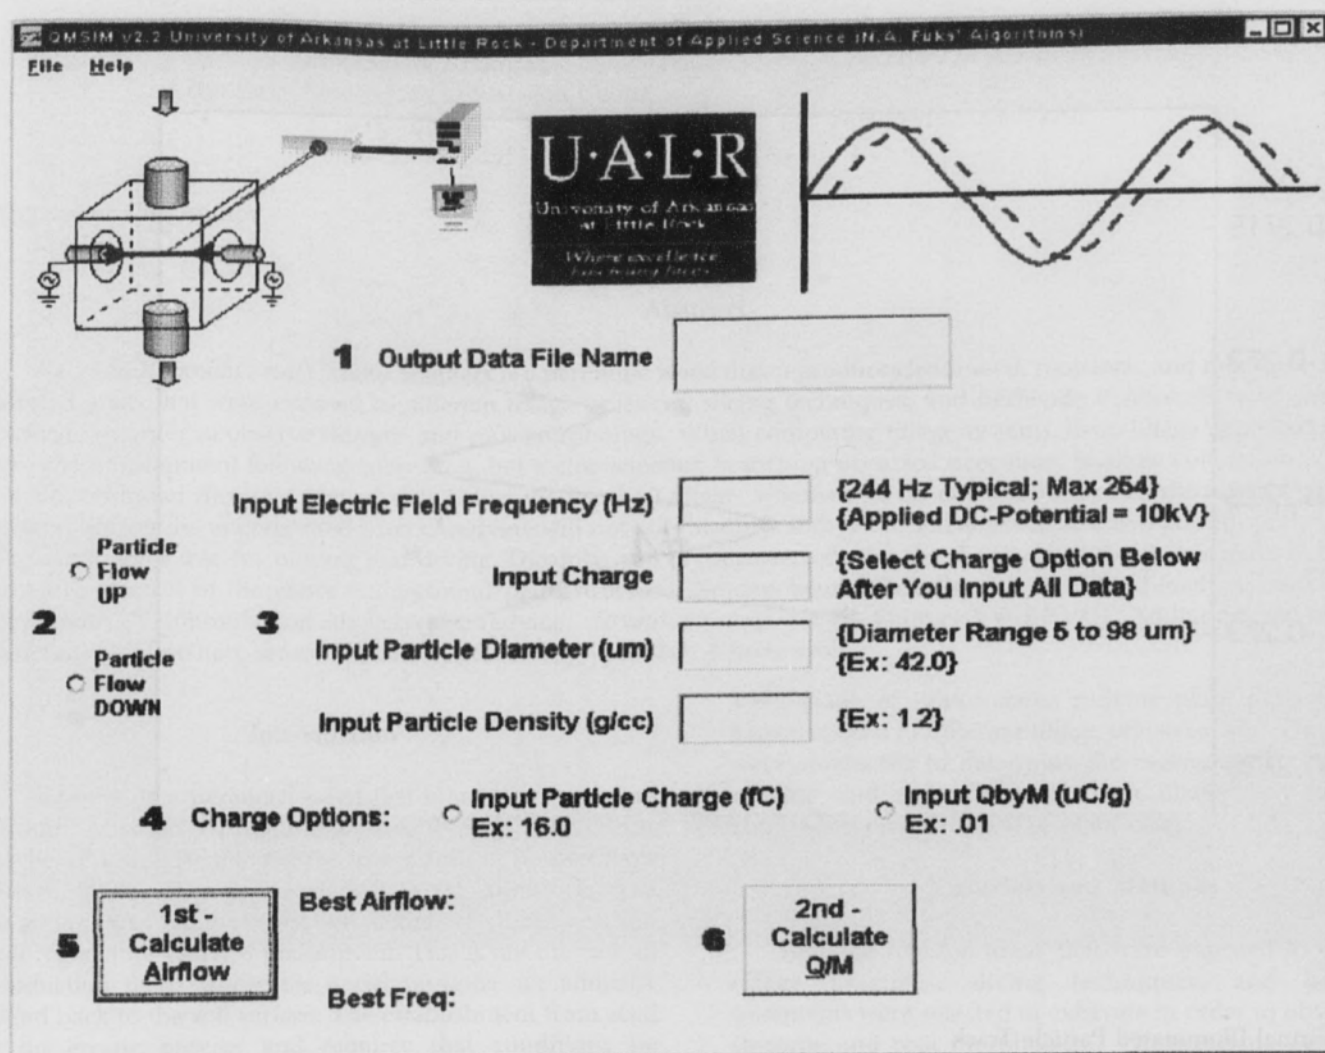 QMSIM v2.2 University of Arkansas at Little Rock - Department of Applied Science (N.A. Fuks' Algorithms)
File Help
U·A·L·R
University of Arkansas
at Little Rock
Where excellence
1 Output Data File Name
Input Electric Field Frequency (Hz)
{244 Hz Typical; Max 254}
{Applied DC-Potential = 10kV}
Particle
Flow
UP
Input Charge
{Select Charge Option Below
After You Input All Data}
2
3
Input Particle Diameter (um)
{Diameter Range 5 to 98 um}
{Ex: 42.0}
Particle
Flow
DOWN
Input Particle Density (g/cc)
{Ex: 1.2}
4 Charge Options:
Input Particle Charge (fC)
Ex: 16.0
Input QbyM (uC/g)
Ex: .01
5
1st -
Calculate
Airflow
Best Airflow:
Best Freq:
6
2nd -
Calculate
Q/M